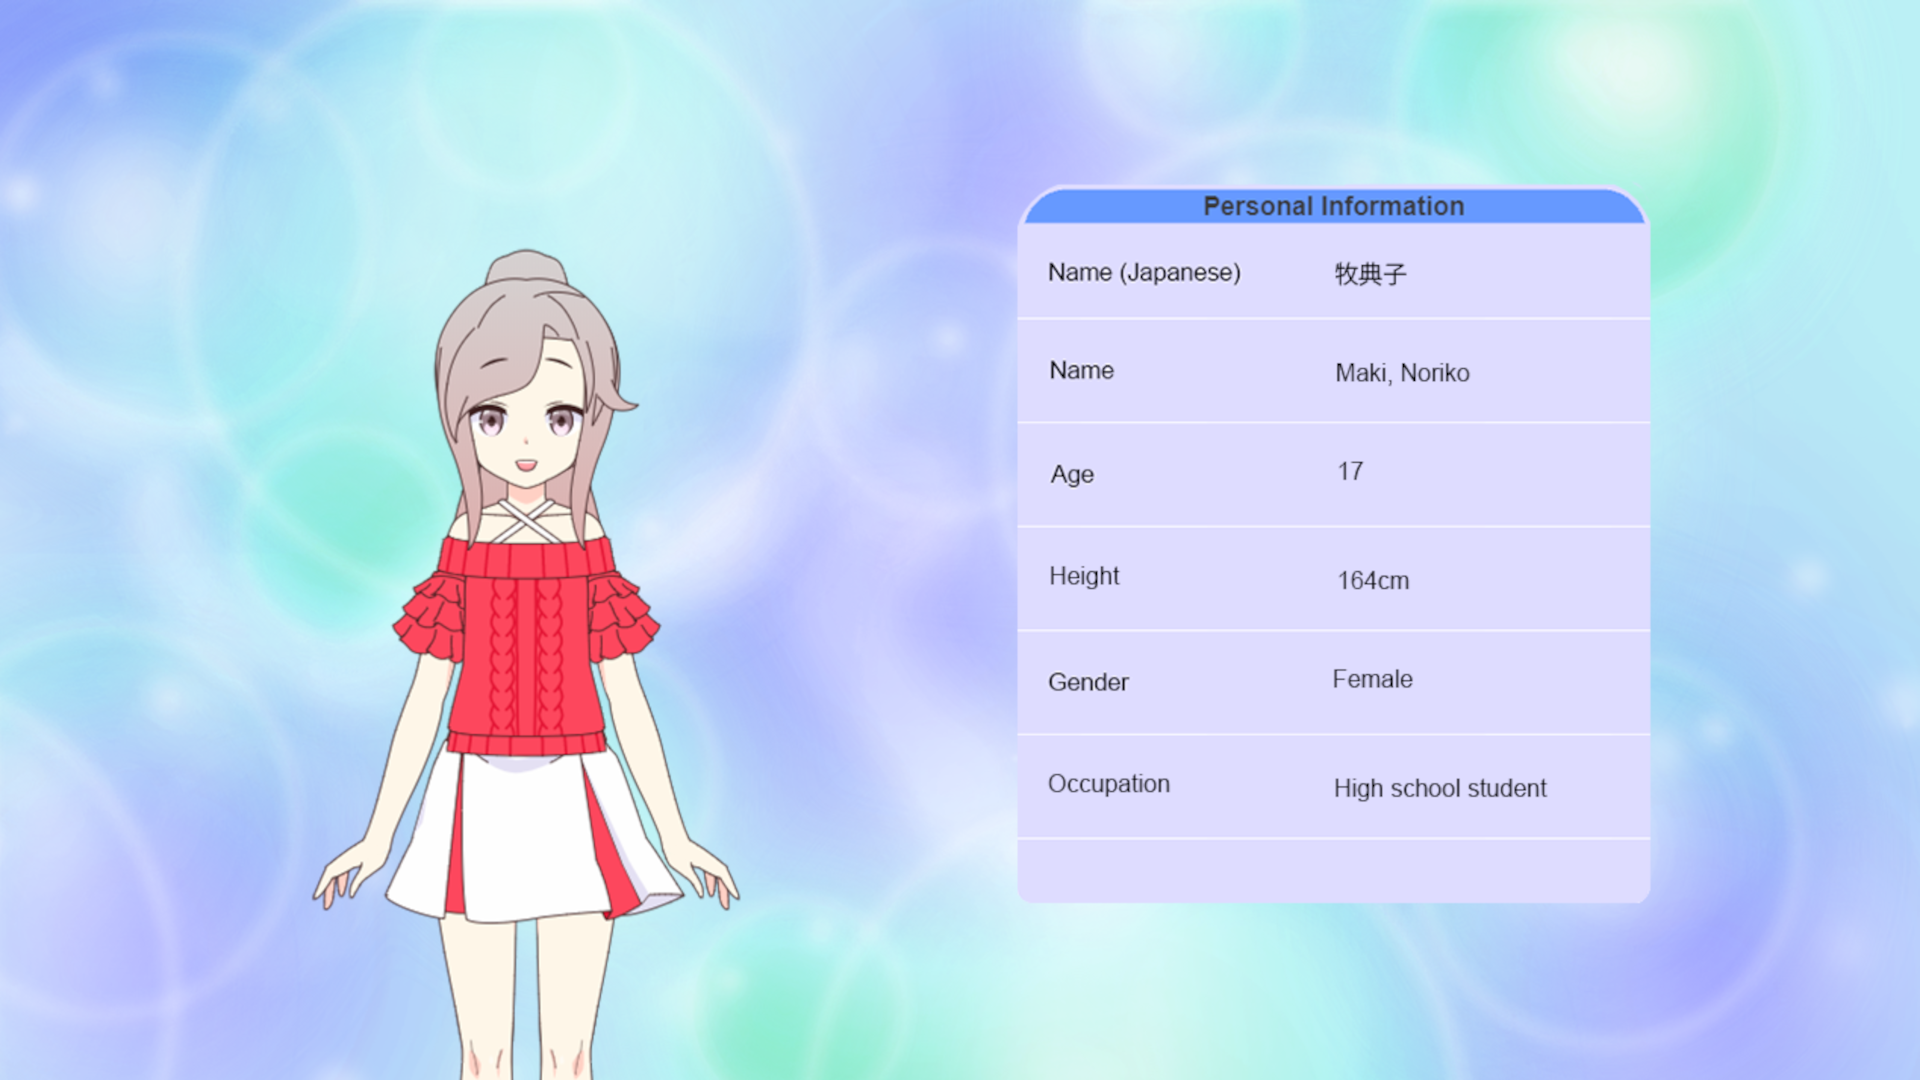 Personal Information
Name (Japanese) 牧典子
Name Maki, Noriko
Age 17
Height 164cm
Gender Female
Occupation High school student